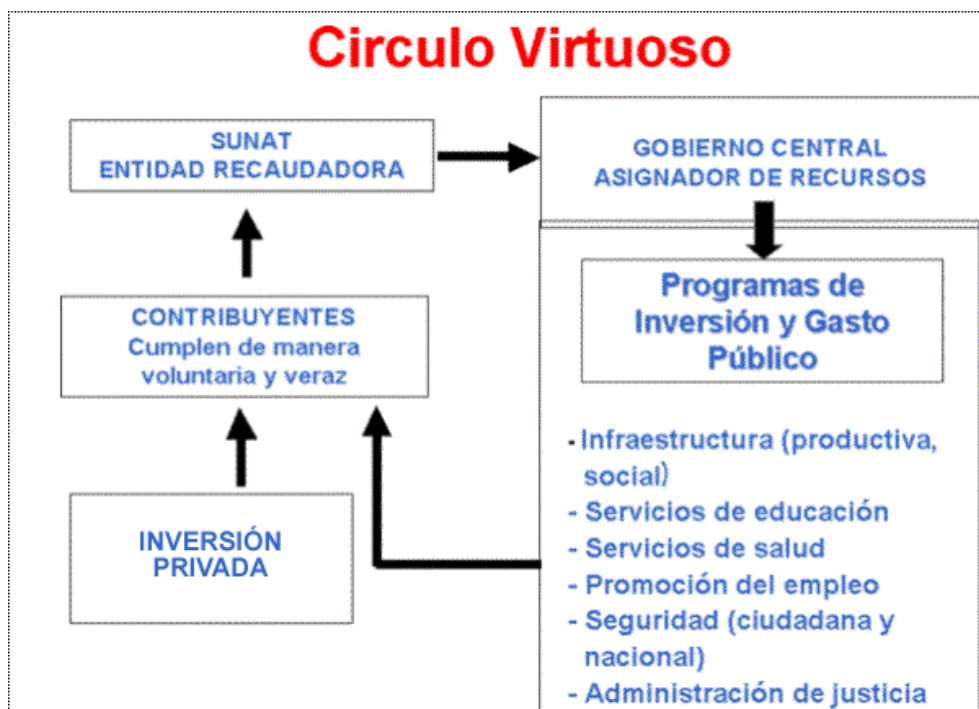 Circulo Virtuoso
SUNAT
ENTIDAD RECAUDADORA
GOBIERNO CENTRAL
ASIGNADOR DE RECURSOS
Programas de
Inversión y Gasto
Público
CONTRIBUYENTES
Cumplen de manera
voluntaria y veraz
INVERSIÓN
PRIVADA
- Infraestructura (productiva,
social)
- Servicios de educación
- Servicios de salud
- Promoción del empleo
- Seguridad (ciudadana y
nacional)
- Administración de justicia